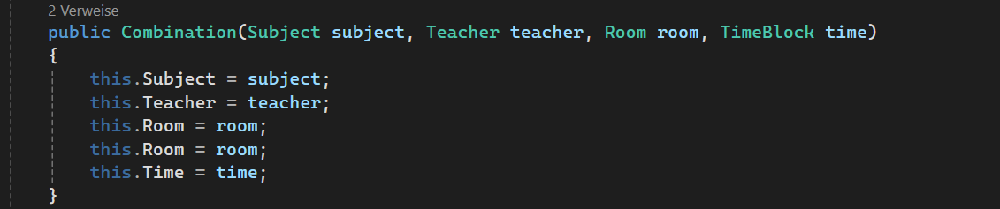 2 Verweise
public Combination(Subject subject, Teacher teacher, Room room, TimeBlock time)
{
this.Subject = subject;
this.Teacher = teacher;
this.Room = room;
this.Room = room;
this.Time = time;
}